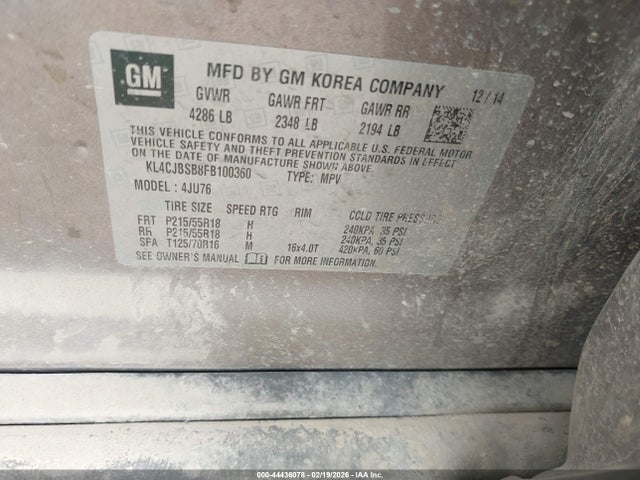 GM
MFD BY GM KOREA COMPANY 12/14
GVWR GAWR FRT GAWR RR
4286 LB 2348 LB 2194 LB
THIS VEHICLE CONFORMS TO ALL APPLICABLE U.S. FEDERAL MOTOR
VEHICLE SAFETY AND THEFT PREVENTION STANDARDS IN EFFECT
ON THE DATE OF MANUFACTURE SHOWN ABOVE.
KL4CJBSB8FB100360 TYPE: MPV
MODEL: 4JU76
TIRE SIZE SPEED RTG RIM COLD TIRE PRESSURE
FRT P215/55R18 H 240KPA, 35 PSI
RR P215/55R18 H 240KPA, 35 PSI
SPA T125/70R16 M 16x4.0T 420KPA, 60 PSI
SEE OWNER'S MANUAL FOR MORE INFORMATION.
000-44436078 - 02/19/2026 - IAA Inc.